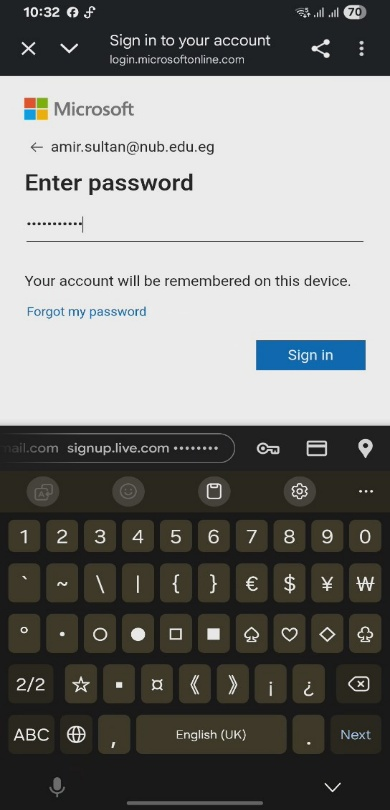 10:32 70
Sign in to your account
login.microsoftonline.com
Microsoft
← amir.sultan@nub.edu.eg
Enter password
•••••••••••
Your account will be remembered on this device.
Forgot my password
Sign in
nail.com signup.live.com ••••••••
1 2 3 4 5 6 7 8 9 0
` ~ \ | { } € $ ¥ ₩
° • ○ ● □ ■ ♤ ♡ ◇ ♧
2/2 ☆ ▪ ¤ 《 》 ¡ ¿
ABC , English (UK) . Next